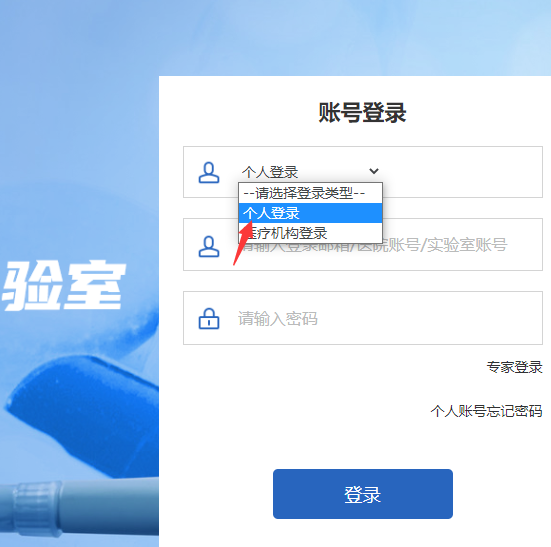 账号登录
个人登录
--请选择登录类型--
个人登录
医疗机构登录
请输入登录邮箱/医院账号/实验室账号
验室
请输入密码
专家登录
个人账号忘记密码
登录